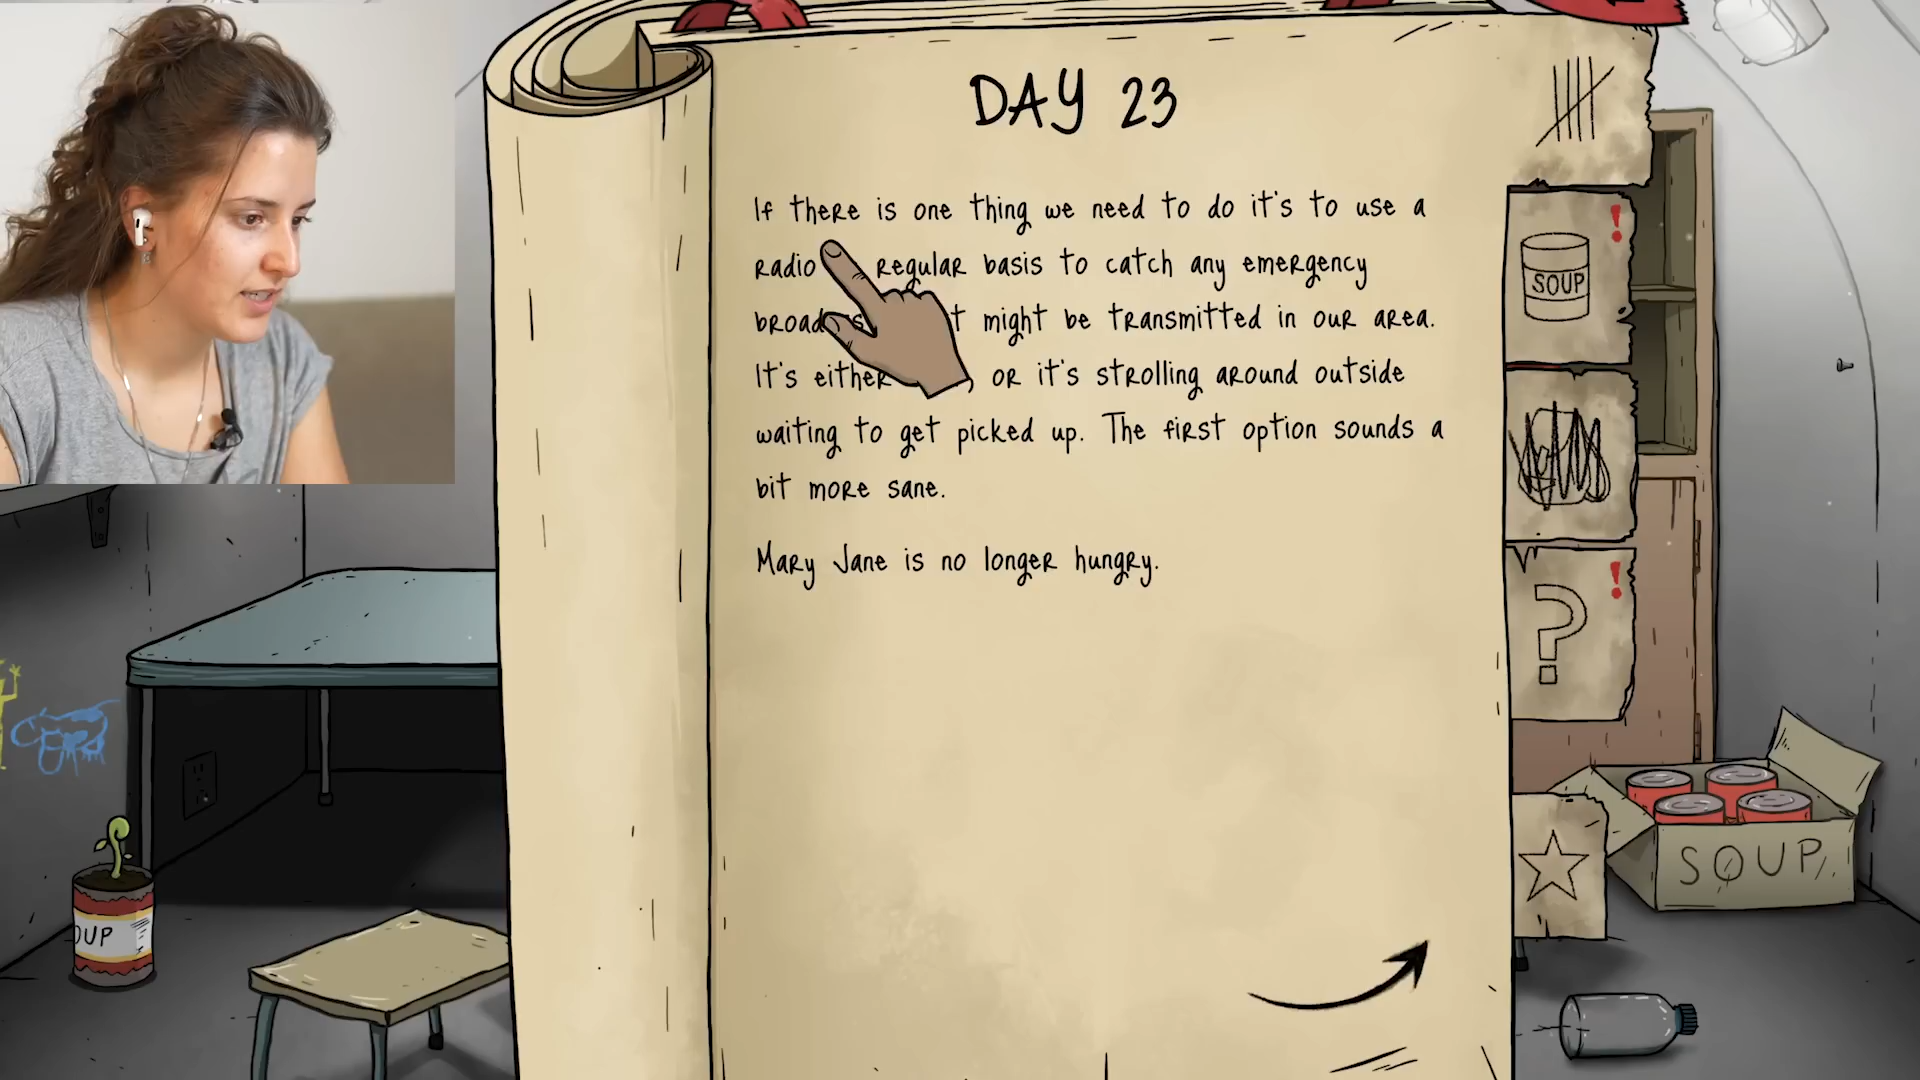 DAY 23
If there is one thing we need to do it's to use a
radio regular basis to catch any emergency
might be transmitted in our area.
It's either or it's strolling around outside
waiting to get picked up. The first option sounds a
bit more sane.
Mary Jane is no longer hungry.
!
SOUP
!
?
SOUP
OUP